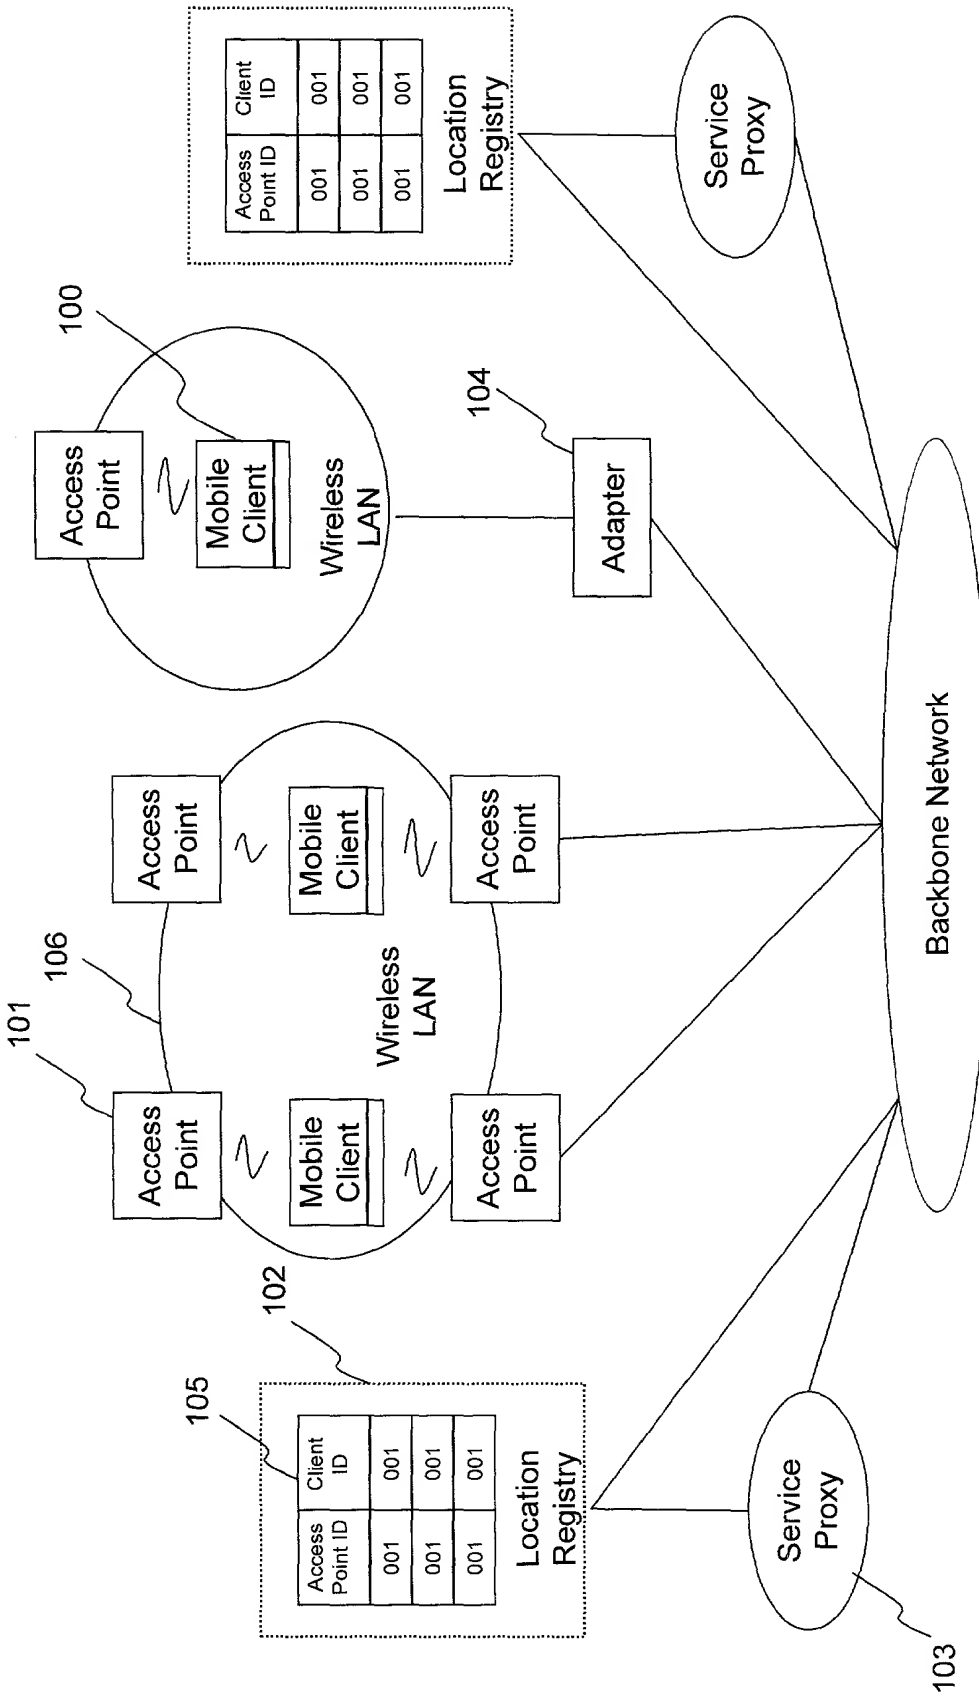 105
102
Access
Point ID
Client
ID
001
001
001
001
001
001
Location
Registry
Service
Proxy
103
101
106
Access
Point
Access
Point
Mobile
Client
Mobile
Client
Wireless
LAN
Access
Point
Access
Point
100
Access
Point
Mobile
Client
Wireless
LAN
104
Adapter
Access
Point ID
Client
ID
001
001
001
001
001
001
Location
Registry
Service
Proxy
Backbone Network